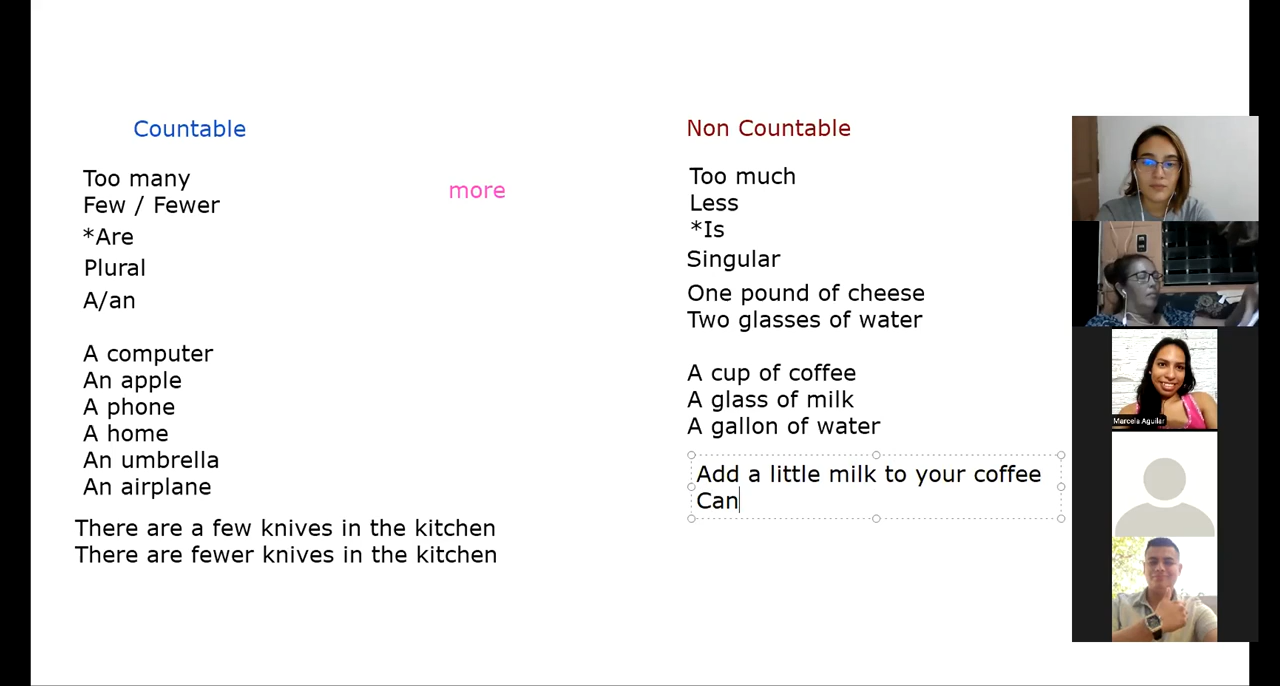 Countable
Too many
Few / Fewer
*Are
Plural
A/an
A computer
An apple
A phone
A home
An umbrella
An airplane
There are a few knives in the kitchen
There are fewer knives in the kitchen
more
Non Countable
Too much
Less
*Is
Singular
One pound of cheese
Two glasses of water
A cup of coffee
A glass of milk
A gallon of water
Add a little milk to your coffee
Can
Marcela Aguilar